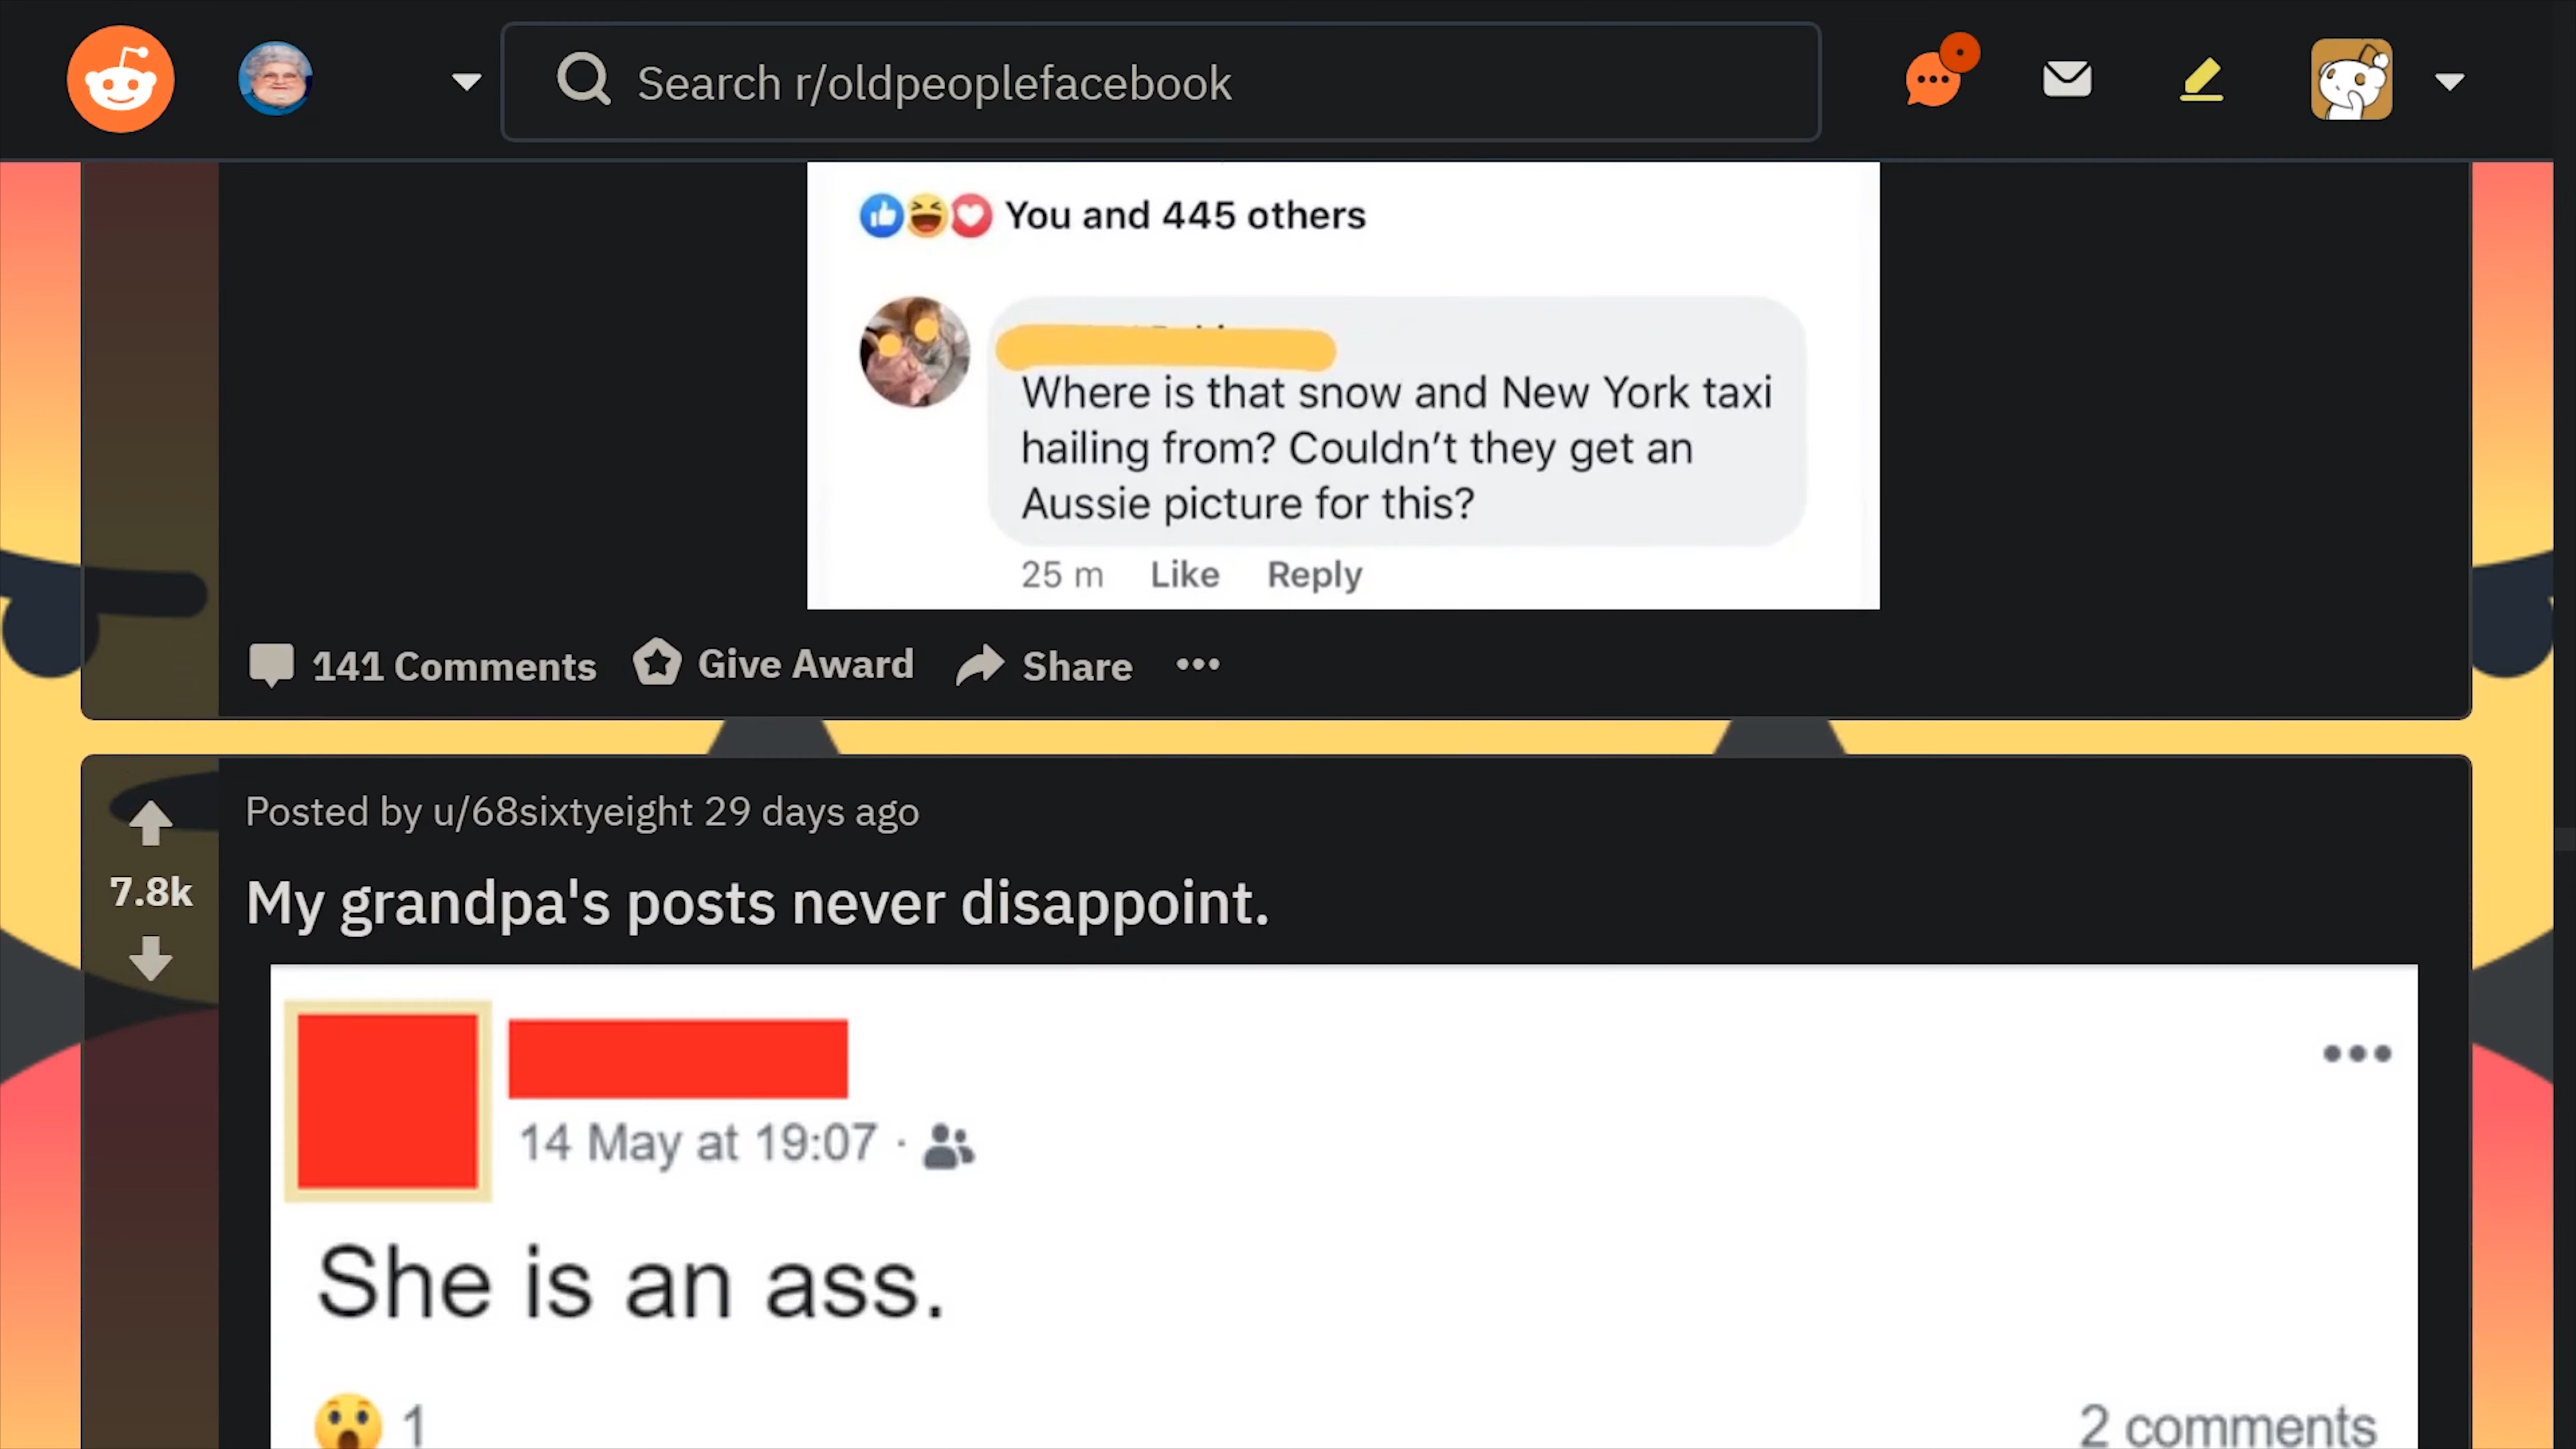 Search r/oldpeoplefacebook
You and 445 others
Where is that snow and New York taxi
hailing from? Couldn't they get an
Aussie picture for this?
25 m Like Reply
141 Comments Give Award Share
Posted by u/68sixtyeight 29 days ago
7.8k
My grandpa's posts never disappoint.
14 May at 19:07 ·
She is an ass.
1 2 comments